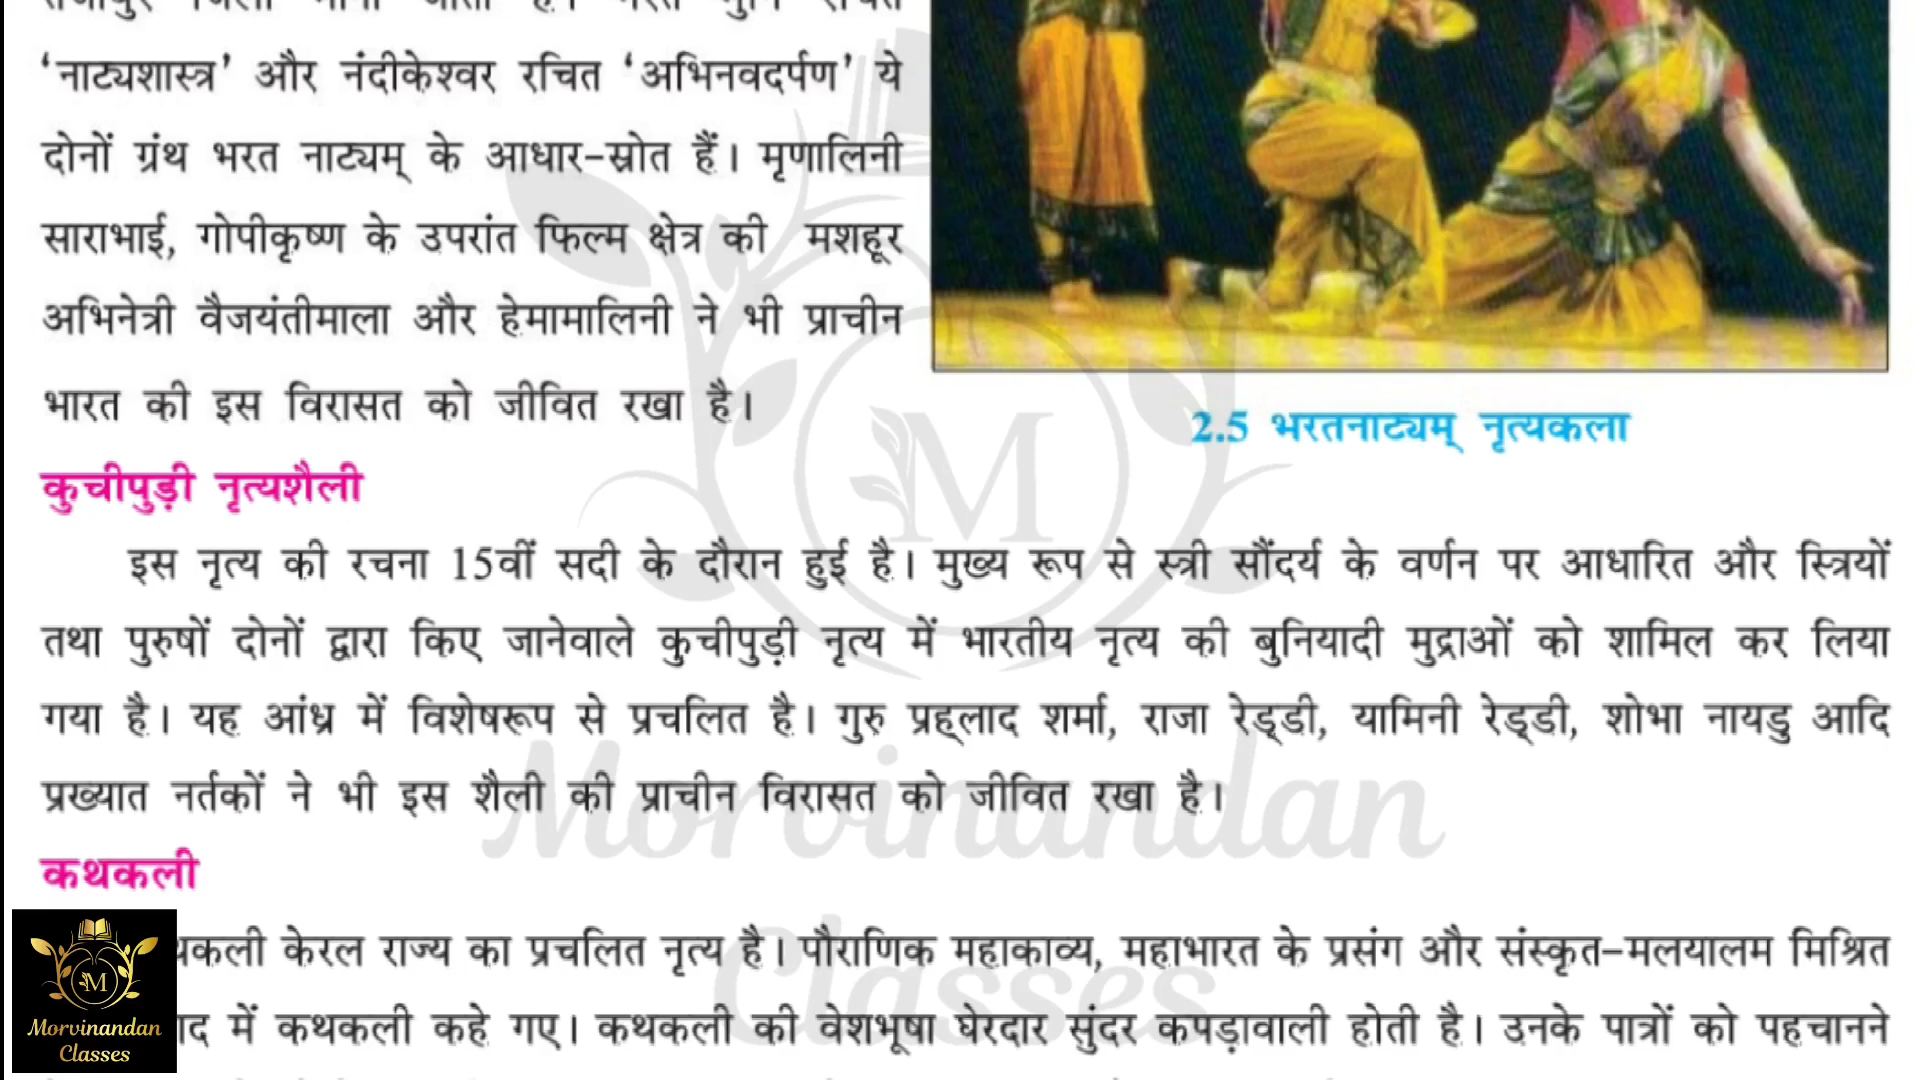 ‘नाट्यशास्त्र’ और नंदीकेश्वर रचित ‘अभिनवदर्पण’ ये
दोनों ग्रंथ भरत नाट्यम् के आधार-स्रोत हैं। मृणालिनी
साराभाई, गोपीकृष्ण के उपरांत फिल्म क्षेत्र की मशहूर
अभिनेत्री वैजयंतीमाला और हेमामालिनी ने भी प्राचीन
भारत की इस विरासत को जीवित रखा है।
2.5 भरतनाट्यम् नृत्यकला
कुचीपुड़ी नृत्यशैली
इस नृत्य की रचना 15वीं सदी के दौरान हुई है। मुख्य रूप से स्त्री सौंदर्य के वर्णन पर आधारित और स्त्रियों
तथा पुरुषों दोनों द्वारा किए जानेवाले कुचीपुड़ी नृत्य में भारतीय नृत्य की बुनियादी मुद्राओं को शामिल कर लिया
गया है। यह आंध्र में विशेषरूप से प्रचलित है। गुरु प्रह्लाद शर्मा, राजा रेड्डी, यामिनी रेड्डी, शोभा नायडु आदि
प्रख्यात नर्तकों ने भी इस शैली की प्राचीन विरासत को जीवित रखा है।
कथकली
केरल राज्य का प्रचलित नृत्य है। पौराणिक महाकाव्य, महाभारत के प्रसंग और संस्कृत-मलयालम मिश्रित
में कथकली कहे गए। कथकली की वेशभूषा घेरदार सुंदर कपड़ावाली होती है। उनके पात्रों को पहचानने
M
Morvinandan
Classes
M
Morvinandan
Classes